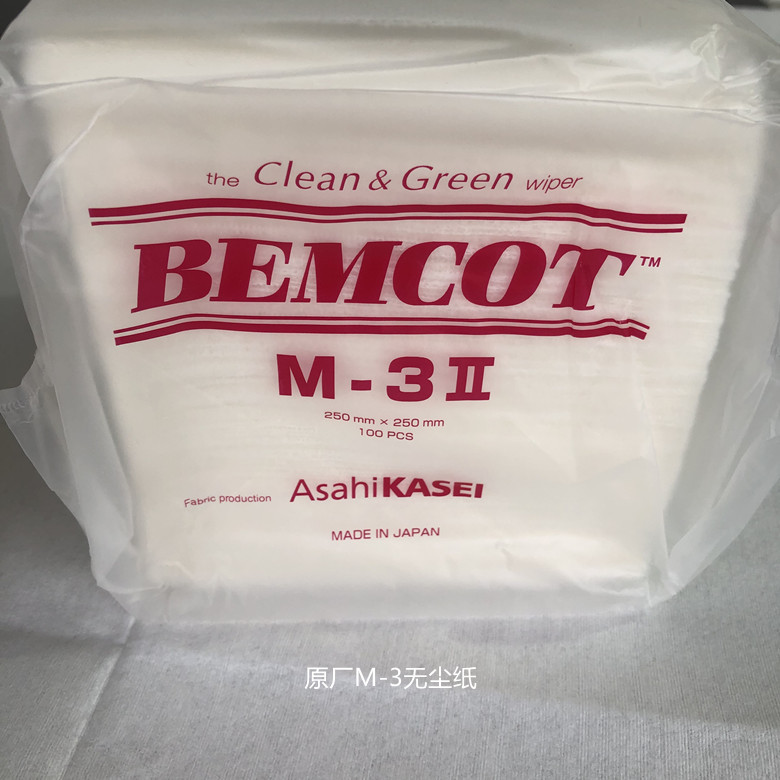 the Clean & Green wiper
BEMCOT™
M-3Ⅱ
250 mm × 250 mm
100 PCS
Fabric production AsahiKASEI
MADE IN JAPAN
原厂M-3无尘纸